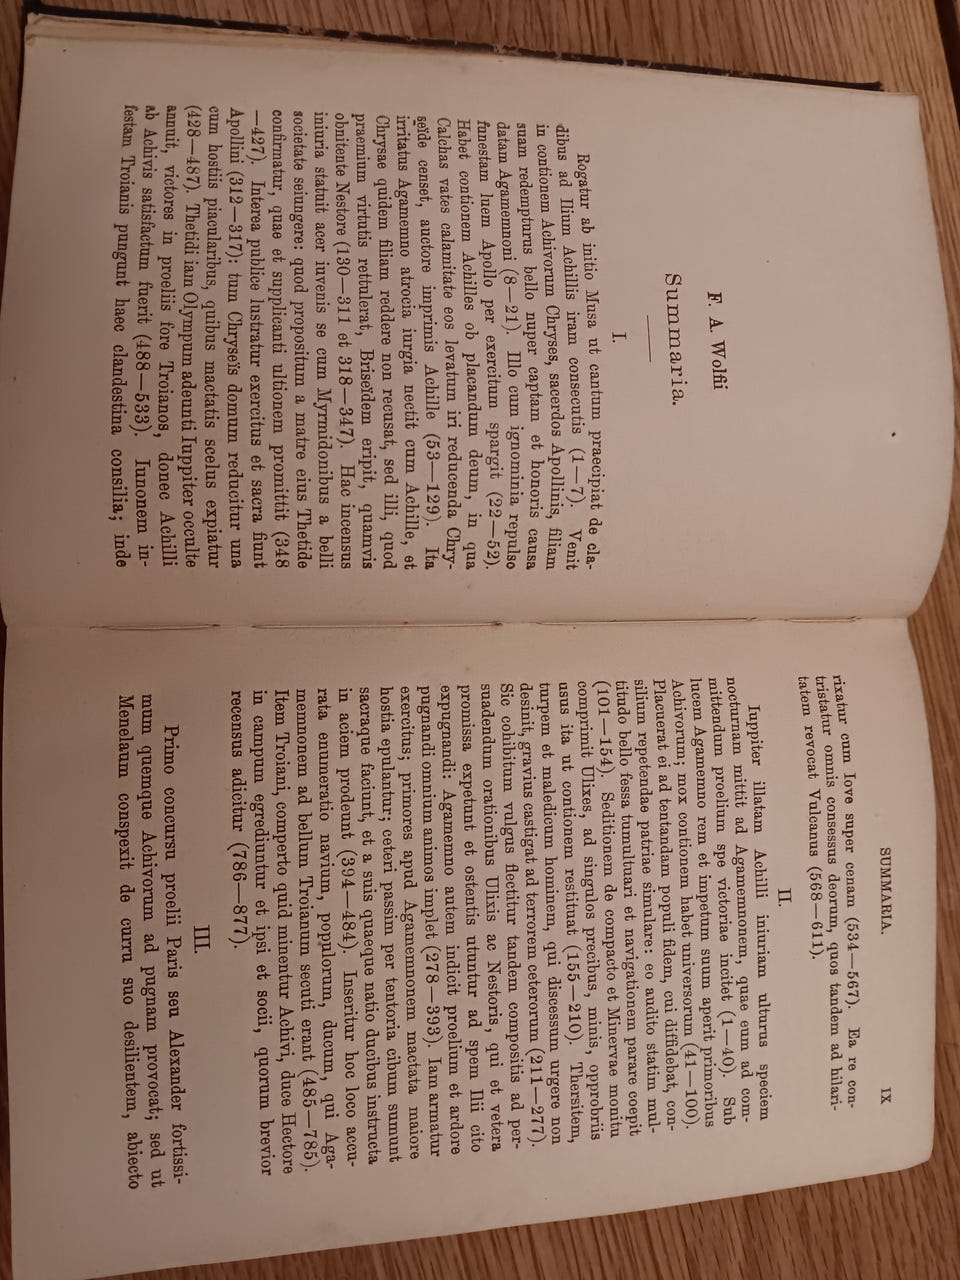 F. A. Wolfii
Summaria.
I.
Rogatur ab initio Musa ut cantum praecipiat de cla-
dibus ad Ilium Achillis iram consecutis (1—7). Venit
in contionem Achivorum Chryses, sacerdos Apollinis, filiam
suam redempturus bello nuper captam et honoris causa
datam Agamemnoni (8—21). Illo cum ignominia repulso
funestam luem Apollo per exercitum spargit (22—52).
Habet contionem Achilles ob placandum deum, in qua
Calchas vates calamitate eos levatum iri reducenda Chry-
seïde censet, auctore imprimis Achille (53—129). Ita
irritatus Agamemno atrocia iurgia nectit cum Achille, et
Chrysae quidem filiam reddere non recusat, sed illi, quod
praemium virtutis rettulerat, Briseïdem eripit, quamvis
obnitente Nestore (130—311 et 318—347). Hac incensus
iniuria statuit acer iuvenis se cum Myrmidonibus a belli
societate seiungere: quod propositum a matre eius Thetide
confirmatur, quae et supplicanti ultionem promittit (348
—427). Interea publice lustratur exercitus et sacra fiunt
Apollini (312—317): tum Chryseïs domum reducitur una
cum hostiis piacularibus, quibus mactatis scelus expiatur
(428—487). Thetidi iam Olympum adeunti Iuppiter occulte
annuit, victores in proeliis fore Troianos, donec Achilli
ab Achivis satisfactum fuerit (488—533). Iunonem in-
festam Troianis pungunt haec clandestina consilia; inde
SUMMARIA. IX
rixatur cum Iove super cenam (534—567). Ea re con-
tristatur omnis consessus deorum, quos tandem ad hilari-
tatem revocat Vulcanus (568—611).
II.
Iuppiter illatam Achilli iniuriam ulturus speciem
nocturnam mittit ad Agamemnonem, quae eum ad com-
mittendum proelium spe victoriae incitet (1—40). Sub
lucem Agamemno rem et impetum suum aperit primoribus
Achivorum; mox contionem habet universorum (41—100).
Placuerat ei ad tentandam populi fidem, cui diffidebat, con-
silium repetendae patriae simulare: eo audito statim mul-
titudo bello fessa tumultuari et navigationem parare coepit
(101—154). Seditionem de compacto et Minervae monitu
comprimit Ulixes, ad singulos precibus, minis, opprobriis
usus ita ut contionem restituat (155—210). Thersitem,
turpem et maledicum hominem, qui discessum urgere non
desinit, gravius castigat ad terrorem ceterorum (211—277).
Sic cohibitum vulgus flectitur tandem compositis ad per-
suadendum orationibus Ulixis ac Nestoris, qui et vetera
promissa expetunt et ostentis utuntur ad spem Ilii cito
expugnandi: Agamemno autem indicit proelium et ardore
pugnandi omnium animos implet (278—393). Iam armatur
exercitus; primores apud Agamemnonem mactata maiore
hostia epulantur; ceteri passim per tentoria cibum sumunt
sacraque faciunt, et a suis quaeque natio ducibus instructa
in aciem prodeunt (394—484). Inseritur hoc loco accu-
rata enumeratio navium, populorum, ducum, qui Aga-
memnonem ad bellum Troianum secuti erant (485—785).
Item Troiani, comperto quid minentur Achivi, duce Hectore
in campum egrediuntur et ipsi et socii, quorum brevior
recensus adicitur (786—877).
III.
Primo concursu proelii Paris seu Alexander fortissi-
mum quemque Achivorum ad pugnam provocat; sed ut
Menelaum conspexit de curru suo desilientem, abiecto